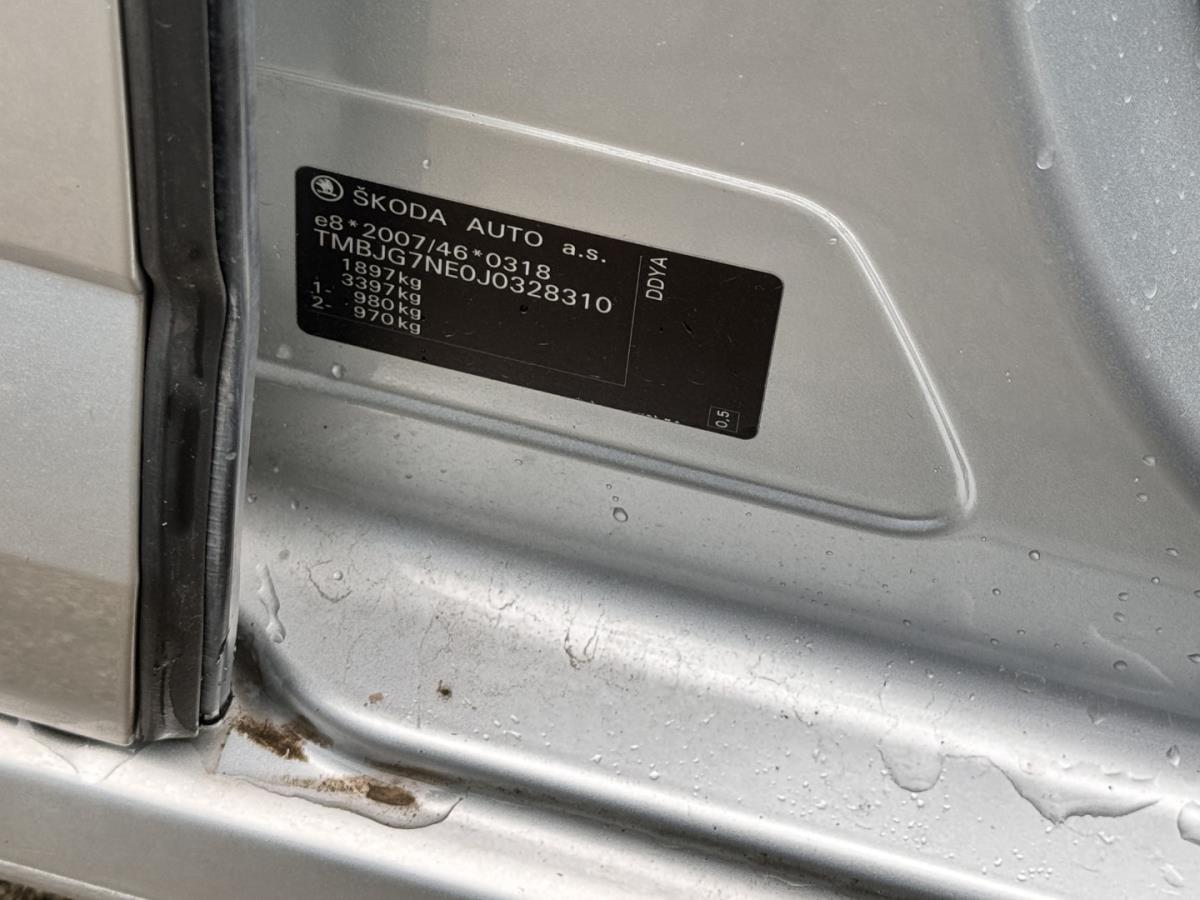 ŠKODA AUTO a.s.
e8*2007/46*0318
TMBJG7NE0J0328310
1897kg
3397kg
1- 980kg
2- 970kg
DDYA
0,5